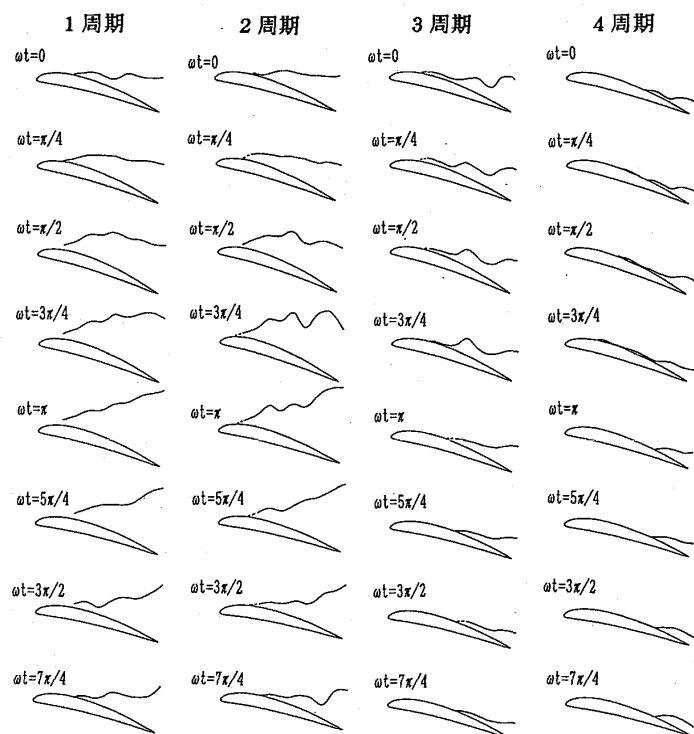 1 周期 2 周期 3 周期 4 周期
ωt=0 ωt=0 ωt=0 ωt=0
ωt=π/4 ωt=π/4 ωt=π/4 ωt=π/4
ωt=π/2 ωt=π/2 ωt=π/2 ωt=π/2
ωt=3π/4 ωt=3π/4 ωt=3π/4 ωt=3π/4
ωt=π ωt=π ωt=π ωt=π
ωt=5π/4 ωt=5π/4 ωt=5π/4 ωt=5π/4
ωt=3π/2 ωt=3π/2 ωt=3π/2 ωt=3π/2
ωt=7π/4 ωt=7π/4 ωt=7π/4 ωt=7π/4